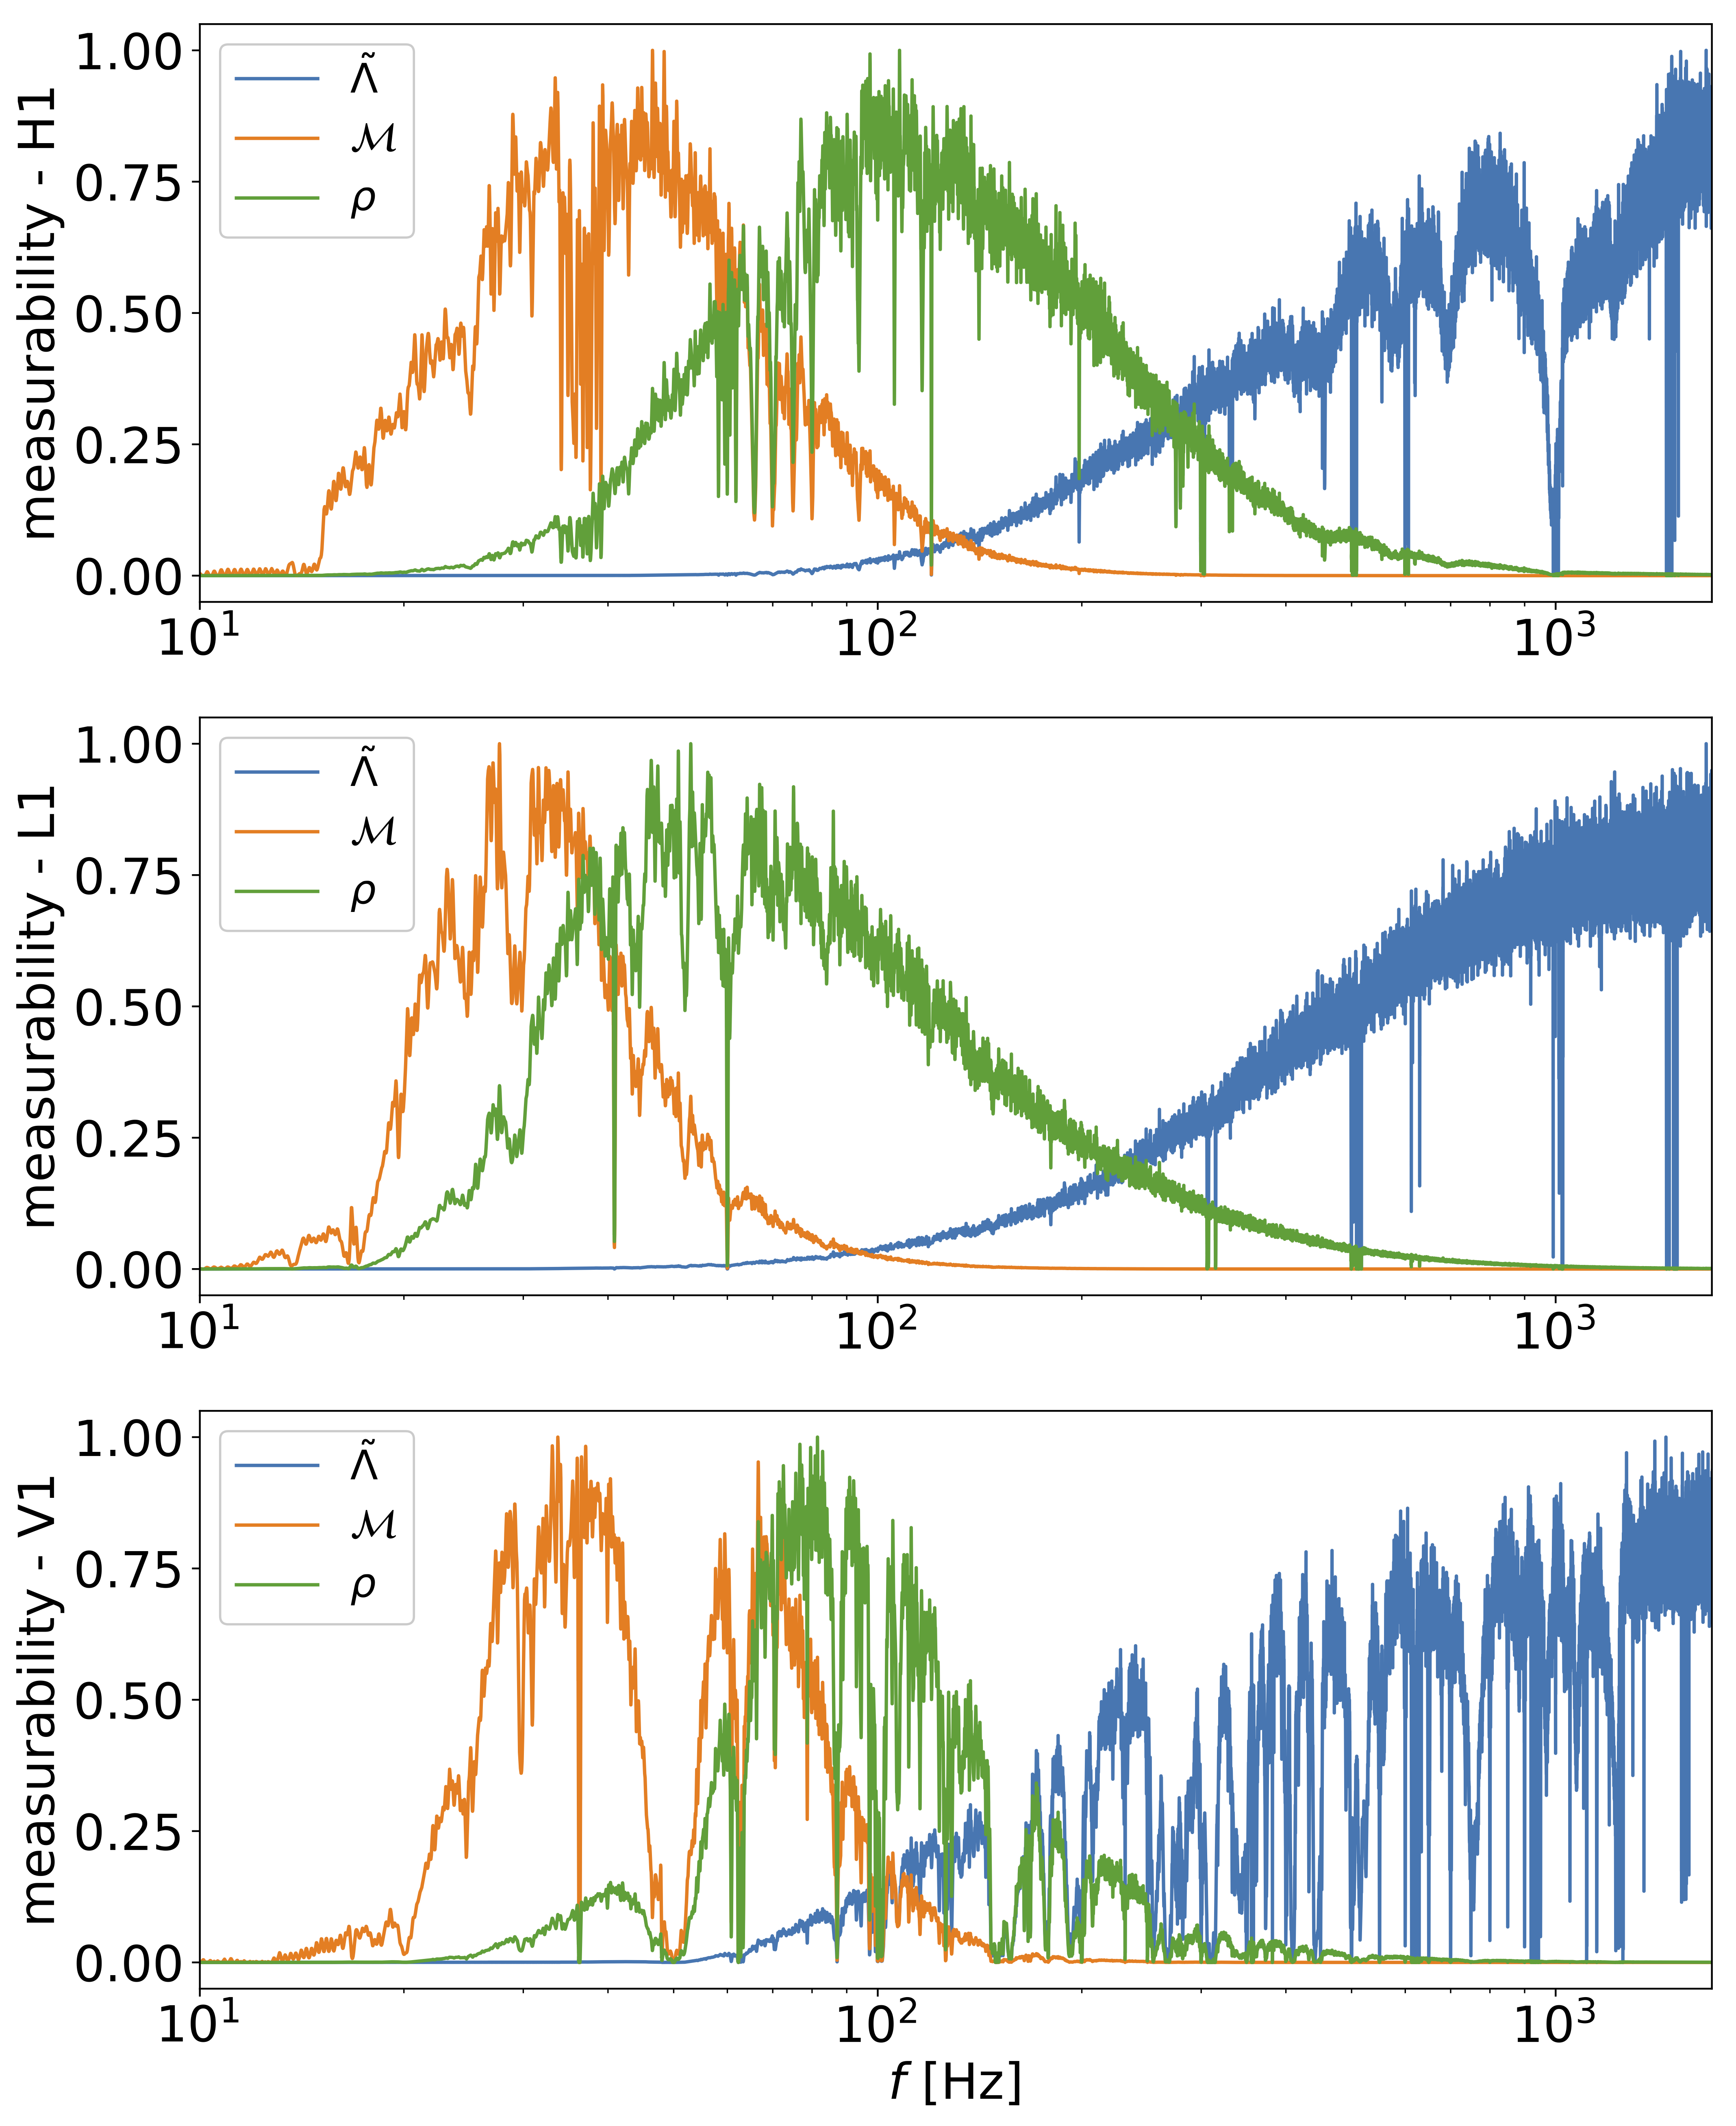 measurability - H1
1.00
0.75
0.50
0.25
0.00
Λ̃
ℳ
ρ
10¹ 10² 10³
measurability - L1
1.00
0.75
0.50
0.25
0.00
Λ̃
ℳ
ρ
10¹ 10² 10³
measurability - V1
1.00
0.75
0.50
0.25
0.00
Λ̃
ℳ
ρ
10¹ 10² 10³
f [Hz]